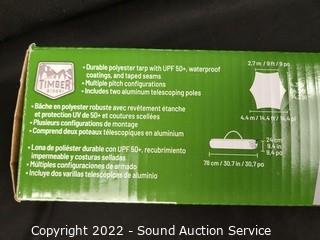 TIMBER
RIDGE
• Durable polyester tarp with UPF 50+, waterproof
coatings, and taped seams
• Multiple pitch configurations
• Includes two aluminum telescoping poles
• Bâche en polyester robuste avec revêtement étanche
et protection UV de 50+ et coutures scellées
• Plusieurs configurations de montage
• Comprend deux poteaux télescopiques en aluminium
• Lona de poliéster durable con UPF 50+, recubrimiento
impermeable y costuras selladas
• Múltiples configuraciones de armado
• Incluye dos varillas telescópicas de aluminio
2.7 m / 9 ft / 9 po
4.4 m / 14.4 ft / 14.4 pi
24 cm
9.4 in
9.4 po
78 cm / 30.7 in / 30.7 po
Copyright 2022 - Sound Auction Service